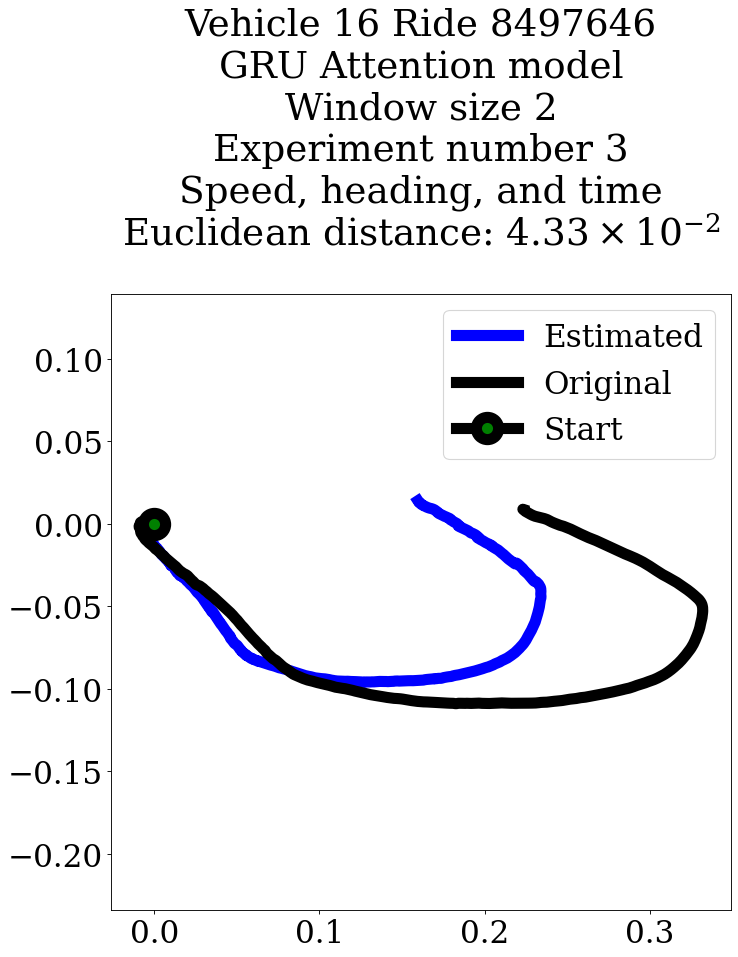 Vehicle 16 Ride 8497646
GRU Attention model
Window size 2
Experiment number 3
Speed, heading, and time
Euclidean distance: 4.33 × 10⁻²
Estimated
Original
Start
0.10
0.05
0.00
−0.05
−0.10
−0.15
−0.20
0.0 0.1 0.2 0.3